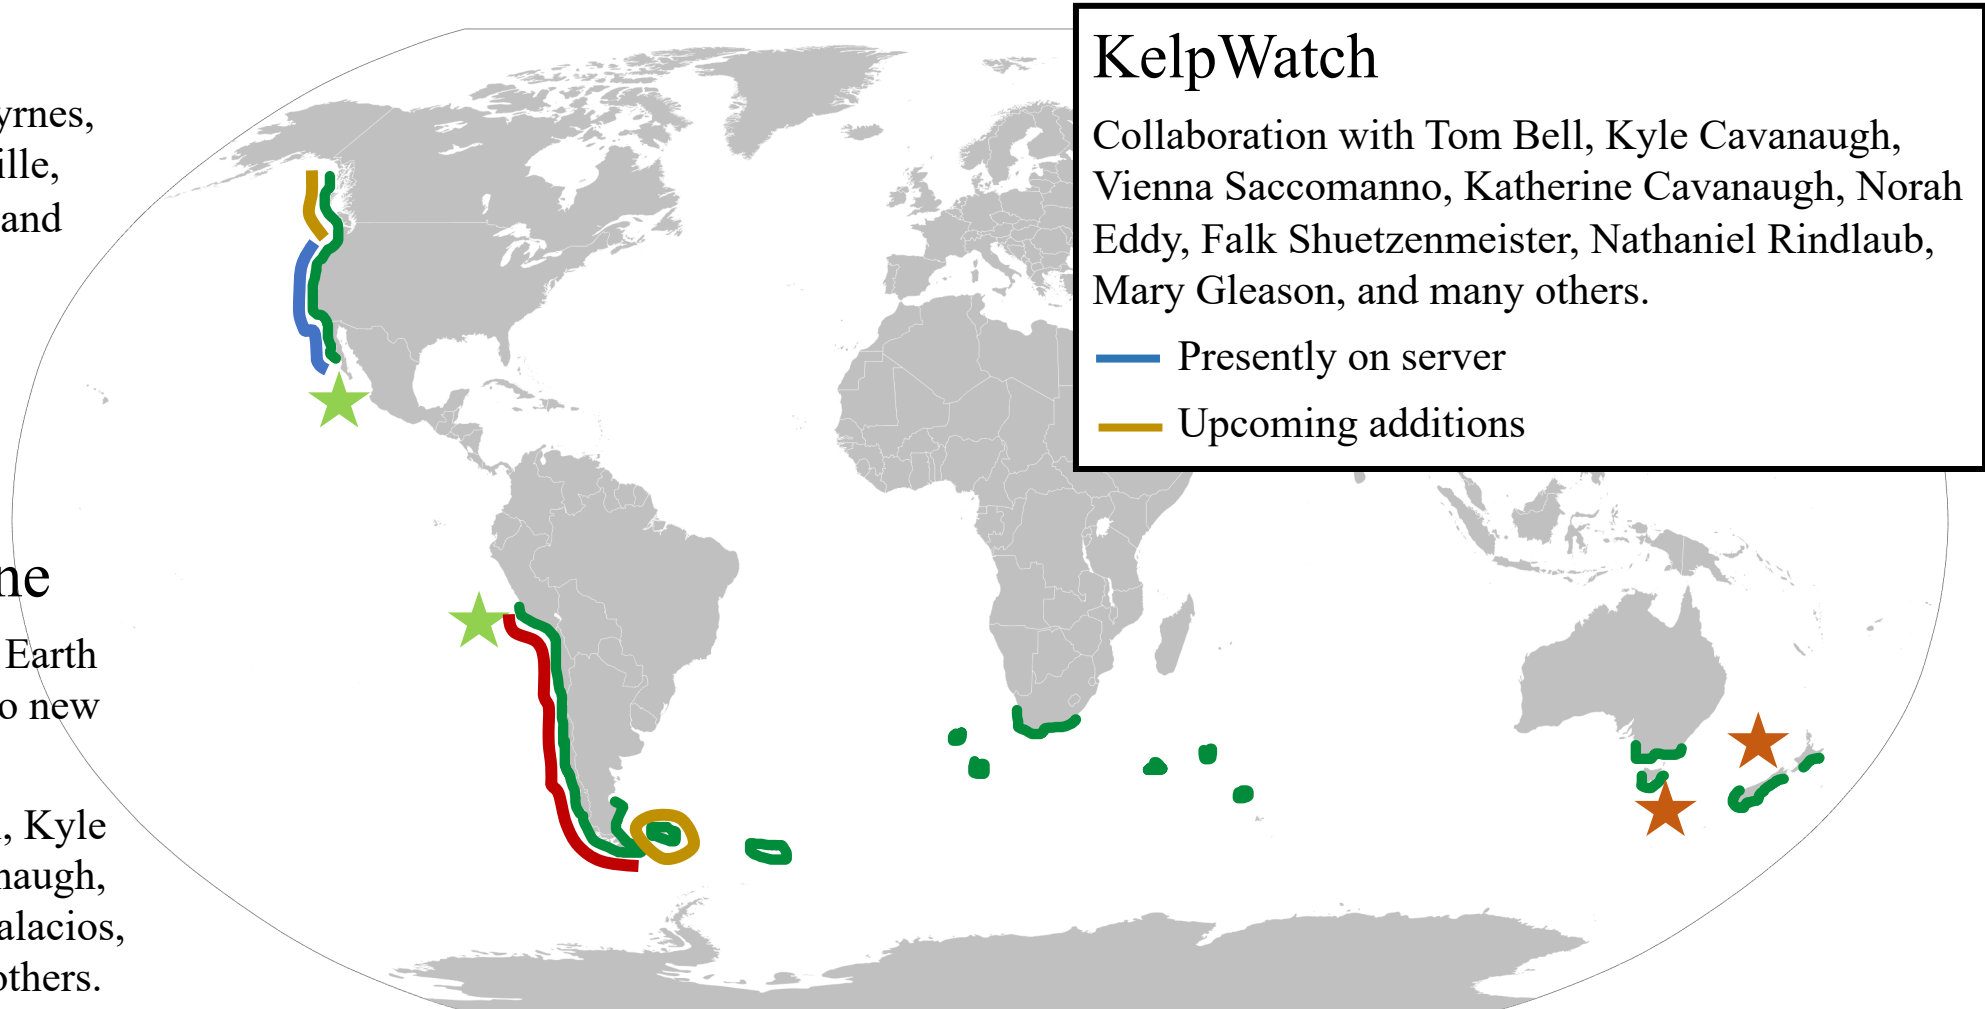 KelpWatch
Collaboration with Tom Bell, Kyle Cavanaugh,
Vienna Saccomanno, Katherine Cavanaugh, Norah
Eddy, Falk Shuetzenmeister, Nathaniel Rindlaub,
Mary Gleason, and many others.
Presently on server
Upcoming additions
yrnes,
ille,
and
ne
Earth
o new
, Kyle
naugh,
alacios,
others.